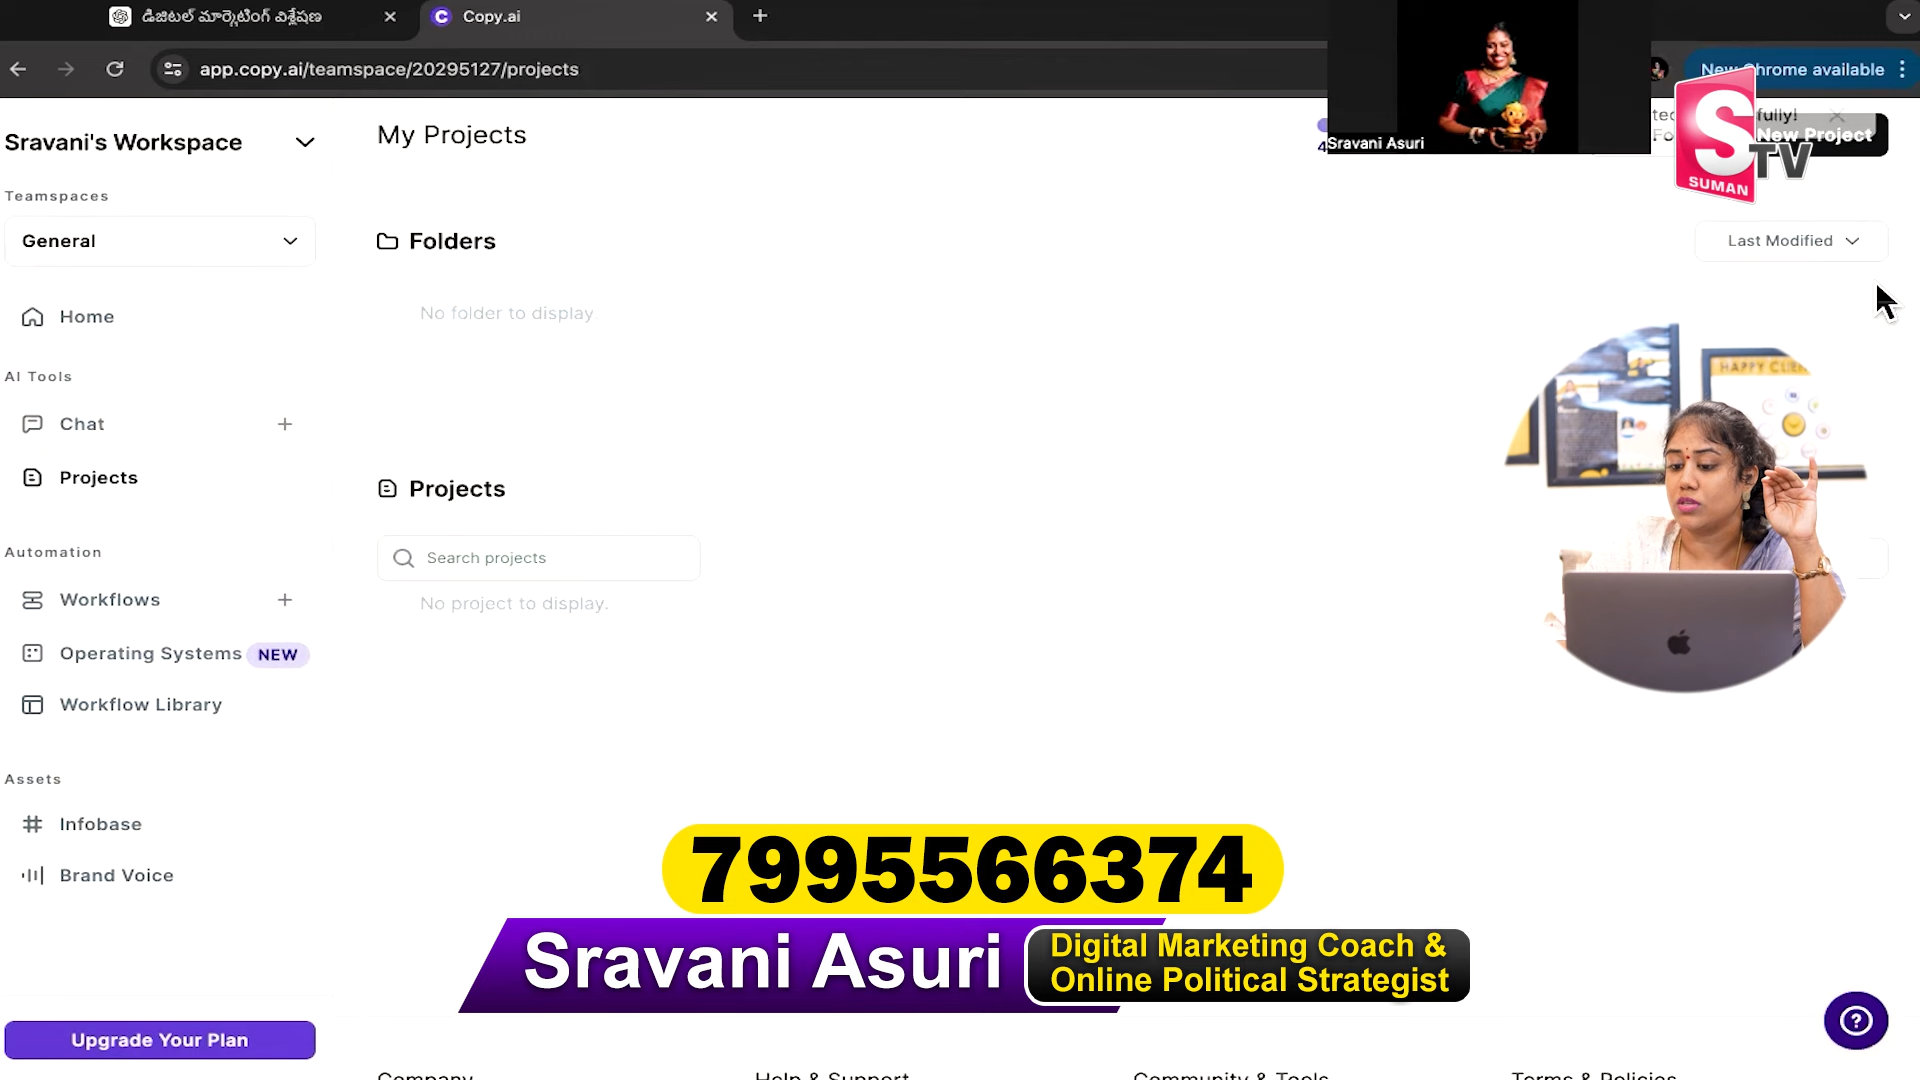 డిజిటల్ మార్కెటింగ్ విశ్లేషణ
Copy.ai
app.copy.ai/teamspace/20295127/projects
New Chrome available
Sravani's Workspace
My Projects
Sravani Asuri
fully!
New Project
S TV
SUMAN
Teamspaces
General
Folders
Last Modified
No folder to display
Home
AI Tools
Chat
Projects
Projects
Search projects
No project to display.
HAPPY
Automation
Workflows
Operating Systems NEW
Workflow Library
Assets
Infobase
Brand Voice
7995566374
Sravani Asuri
Digital Marketing Coach &
Online Political Strategist
Upgrade Your Plan
Company
Help & Support
Community & Tools
Terms & Policies